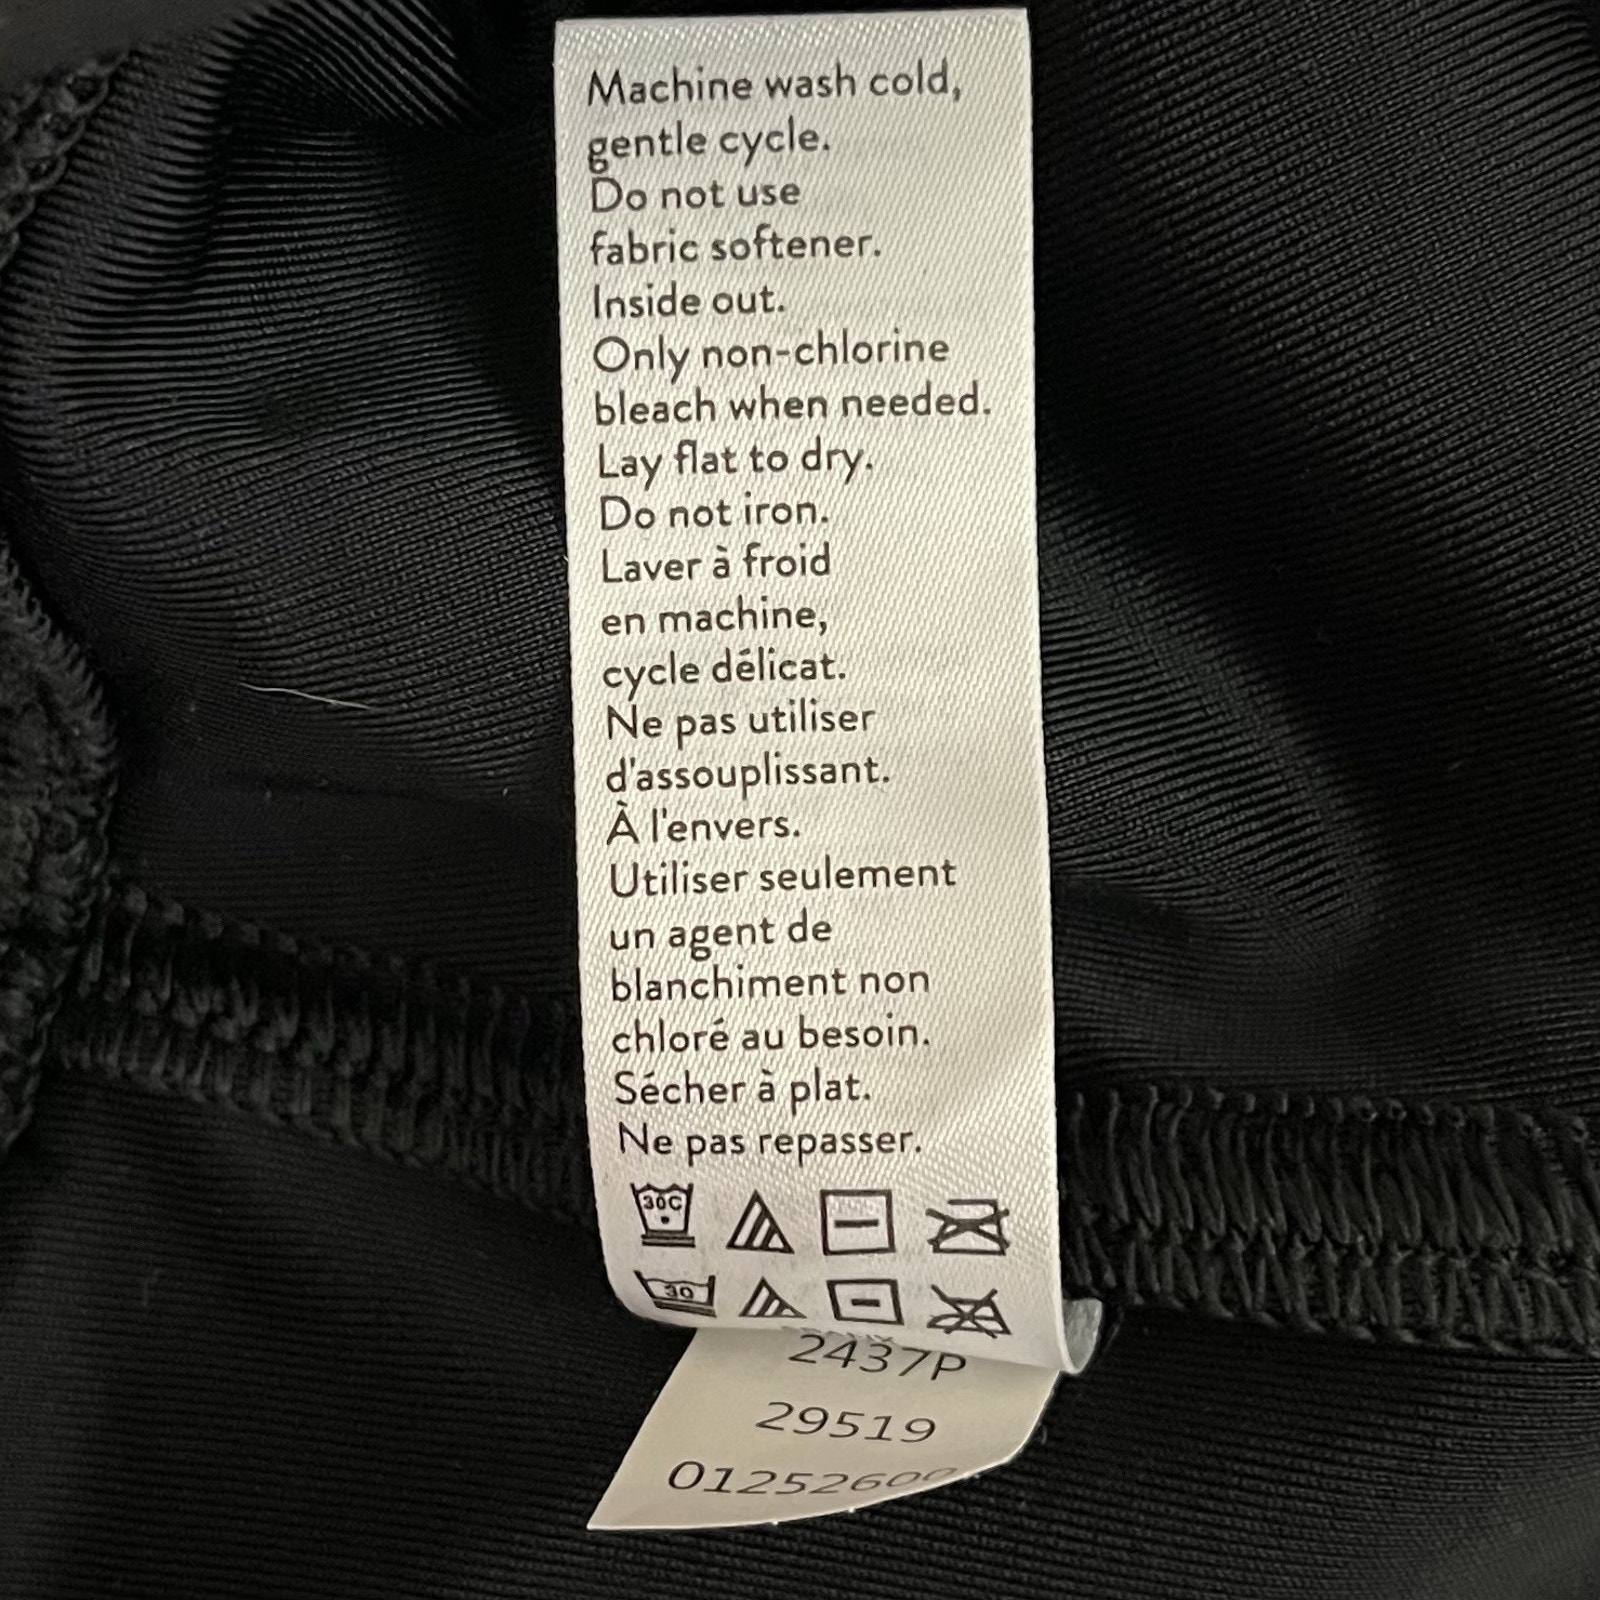 Machine wash cold,
gentle cycle.
Do not use
fabric softener.
Inside out.
Only non-chlorine
bleach when needed.
Lay flat to dry.
Do not iron.
Laver à froid
en machine,
cycle délicat.
Ne pas utiliser
d'assouplissant.
À l'envers.
Utiliser seulement
un agent de
blanchiment non
chloré au besoin.
Sécher à plat.
Ne pas repasser.
30C
30
2437P
29519